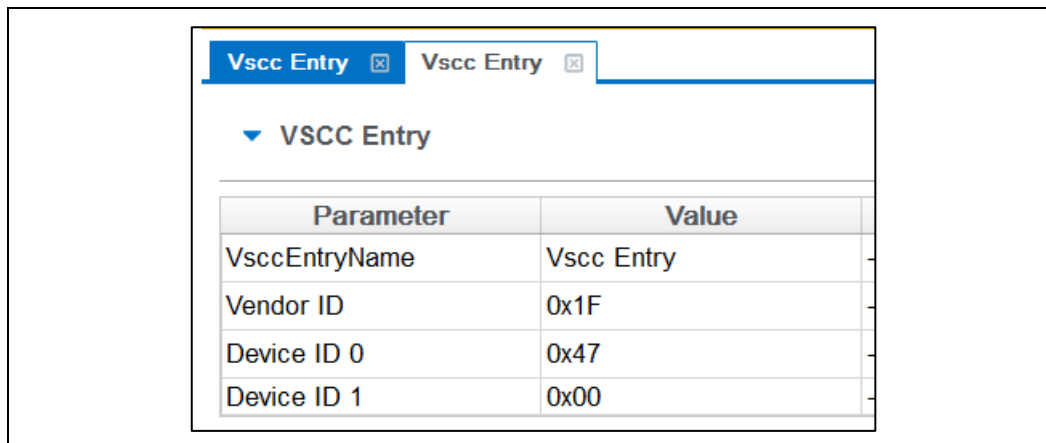 Vscc Entry Vscc Entry
VSCC Entry
Parameter Value
VsccEntryName Vscc Entry
Vendor ID 0x1F
Device ID 0 0x47
Device ID 1 0x00